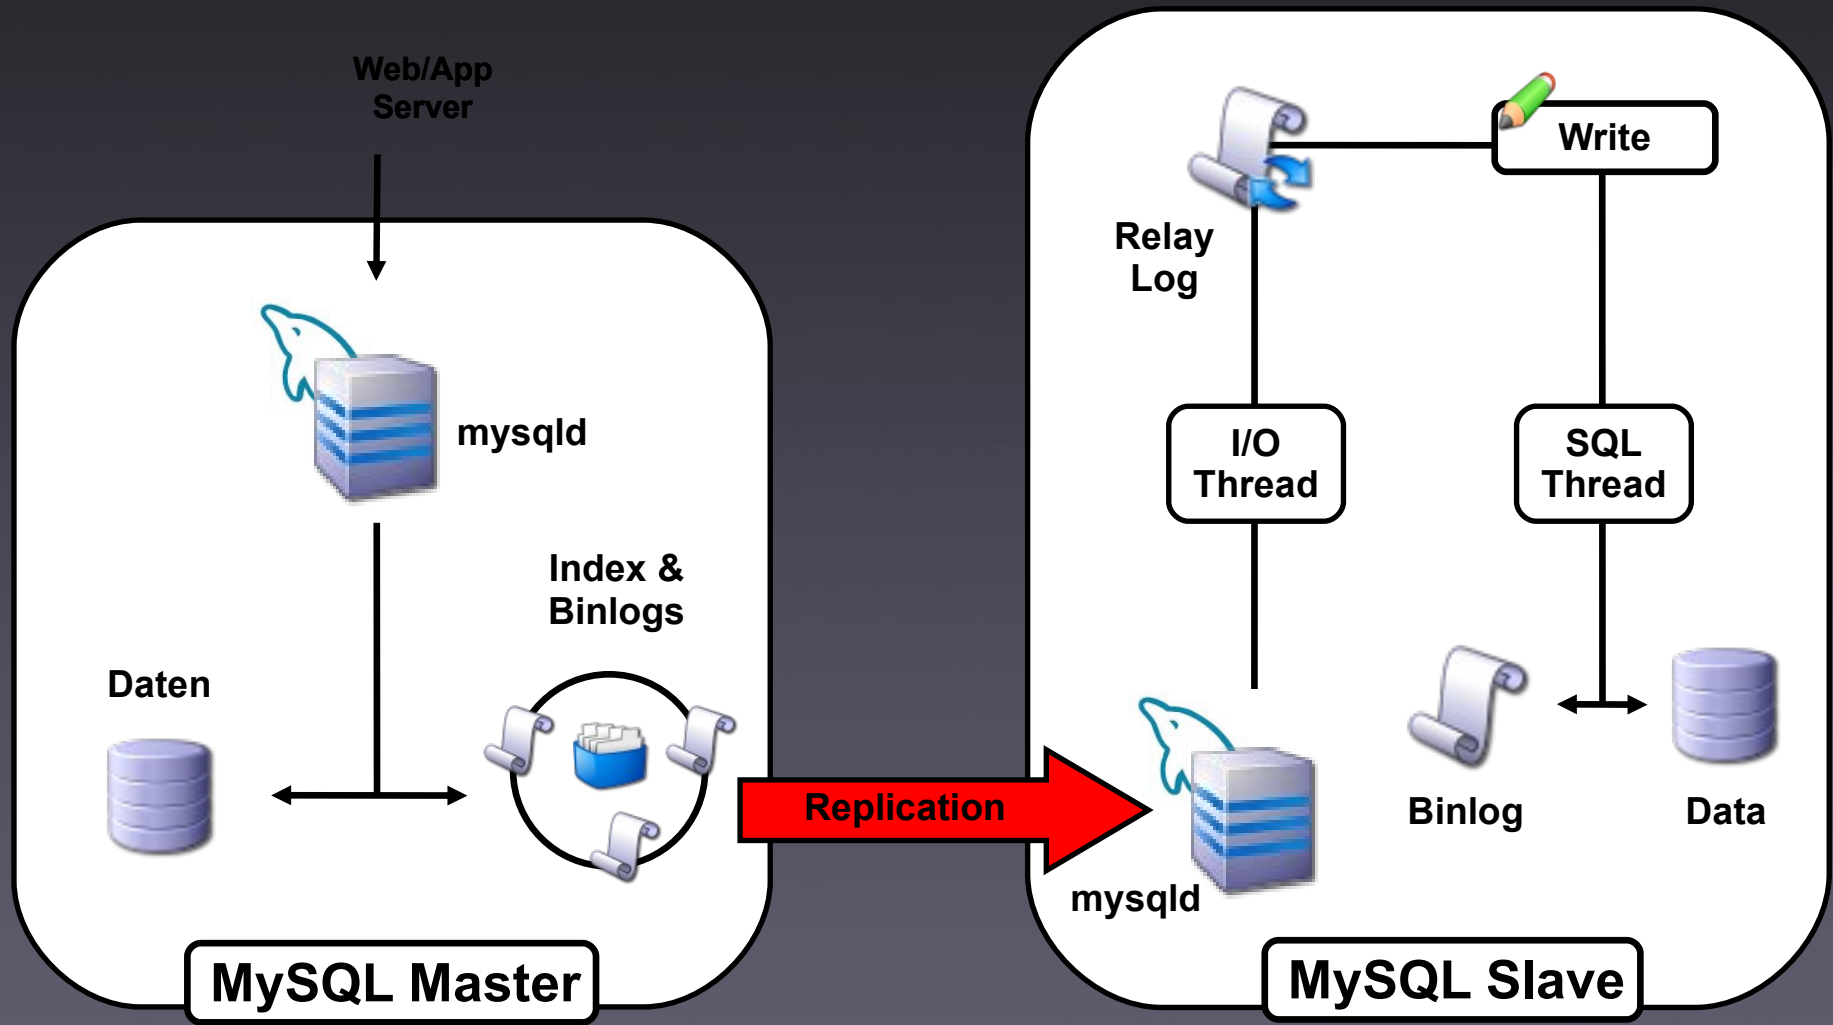 Web/App
Server
mysqld
Index &
Binlogs
Daten
MySQL Master
Replication
Write
Relay
Log
I/O
Thread
SQL
Thread
Binlog
Data
mysqld
MySQL Slave